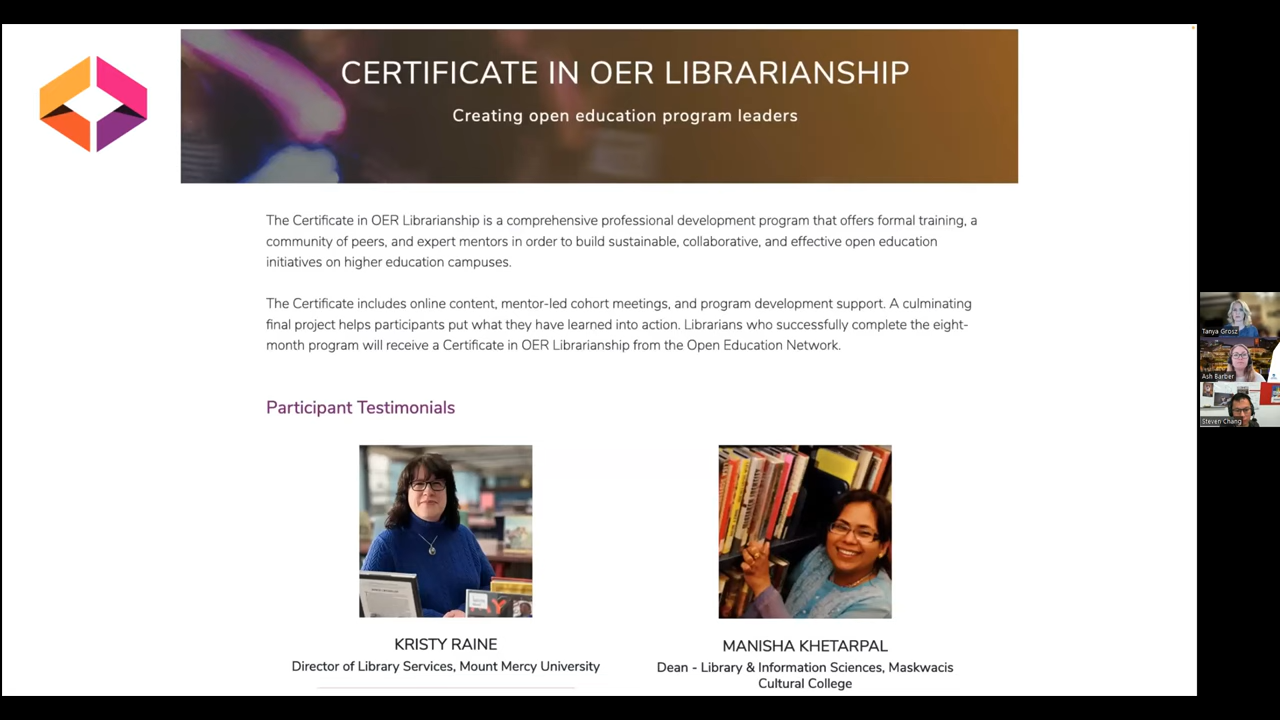 CERTIFICATE IN OER LIBRARIANSHIP
Creating open education program leaders
The Certificate in OER Librarianship is a comprehensive professional development program that offers formal training, a
community of peers, and expert mentors in order to build sustainable, collaborative, and effective open education
initiatives on higher education campuses.
The Certificate includes online content, mentor-led cohort meetings, and program development support. A culminating
final project helps participants put what they have learned into action. Librarians who successfully complete the eight-
month program will receive a Certificate in OER Librarianship from the Open Education Network.
Participant Testimonials
KRISTY RAINE
Director of Library Services, Mount Mercy University
MANISHA KHETARPAL
Dean - Library & Information Sciences, Maskwacis
Cultural College
Tanya Grosz
Ash Barber
Steven Chang